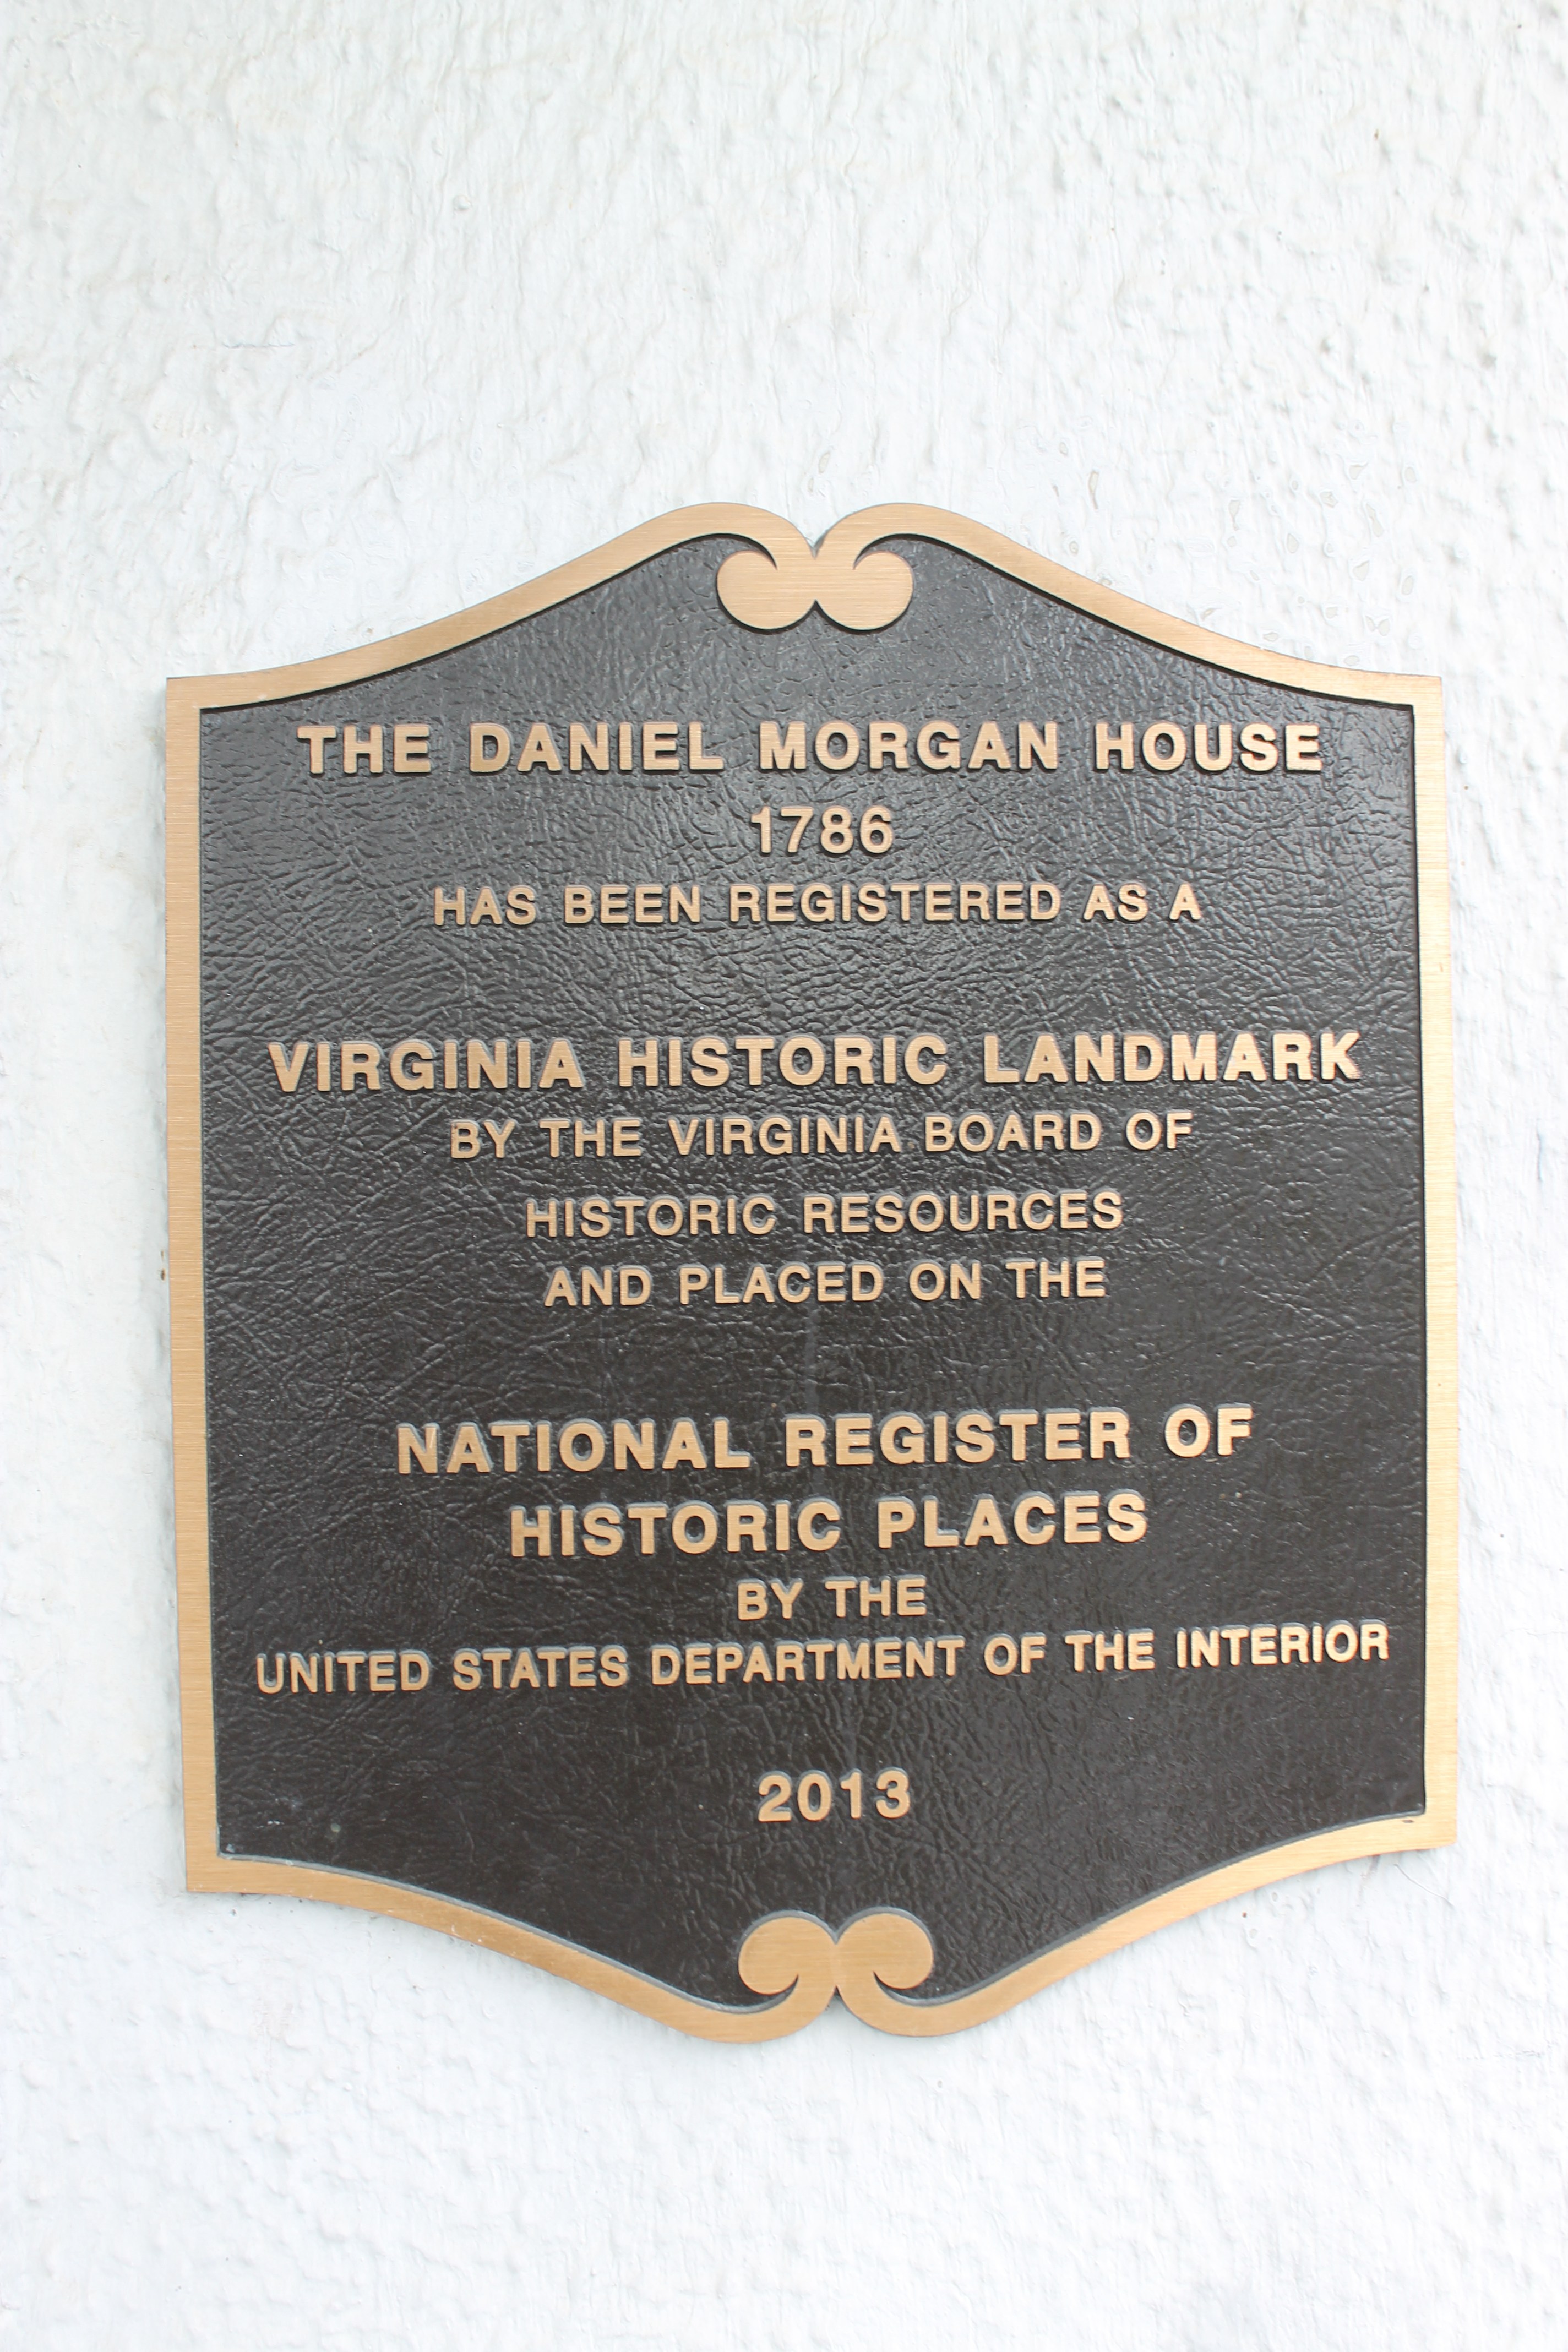 THE DANIEL MORGAN HOUSE
1786
HAS BEEN REGISTERED AS A
VIRGINIA HISTORIC LANDMARK
BY THE VIRGINIA BOARD OF
HISTORIC RESOURCES
AND PLACED ON THE
NATIONAL REGISTER OF
HISTORIC PLACES
BY THE
UNITED STATES DEPARTMENT OF THE INTERIOR
2013